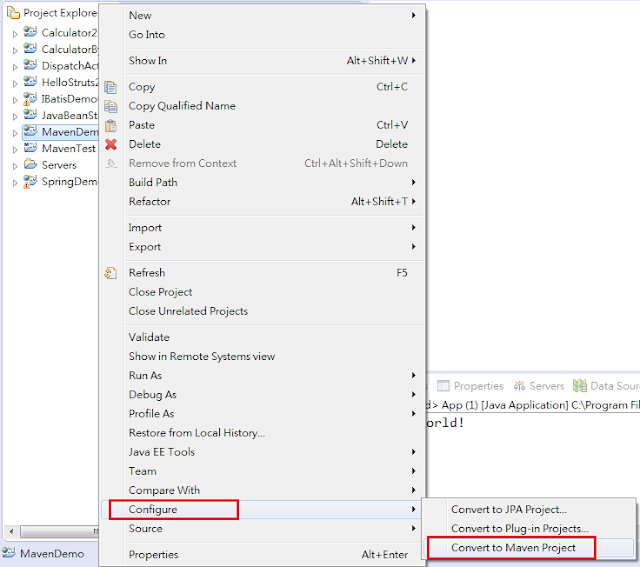 Project Explore
Calculator2
CalculatorB
DispatchAct
HelloStruts2
IBatisDemo
JavaBeanSt
MavenDem
MavenTest
Servers
SpringDem
New
Go Into
Show In Alt+Shift+W
Copy Ctrl+C
Copy Qualified Name
Paste Ctrl+V
Delete Delete
Remove from Context Ctrl+Alt+Shift+Down
Build Path
Refactor Alt+Shift+T
Import
Export
Refresh F5
Close Project
Close Unrelated Projects
Validate
Show in Remote Systems view
Run As
Debug As
Profile As
Restore from Local History...
Java EE Tools
Team
Compare With
Configure
Source
Properties Alt+Enter
Convert to JPA Project...
Convert to Plug-in Projects...
Convert to Maven Project
Properties Servers Data Sour
d> App (1) [Java Application] C:\Program Fil
orld!
MavenDemo